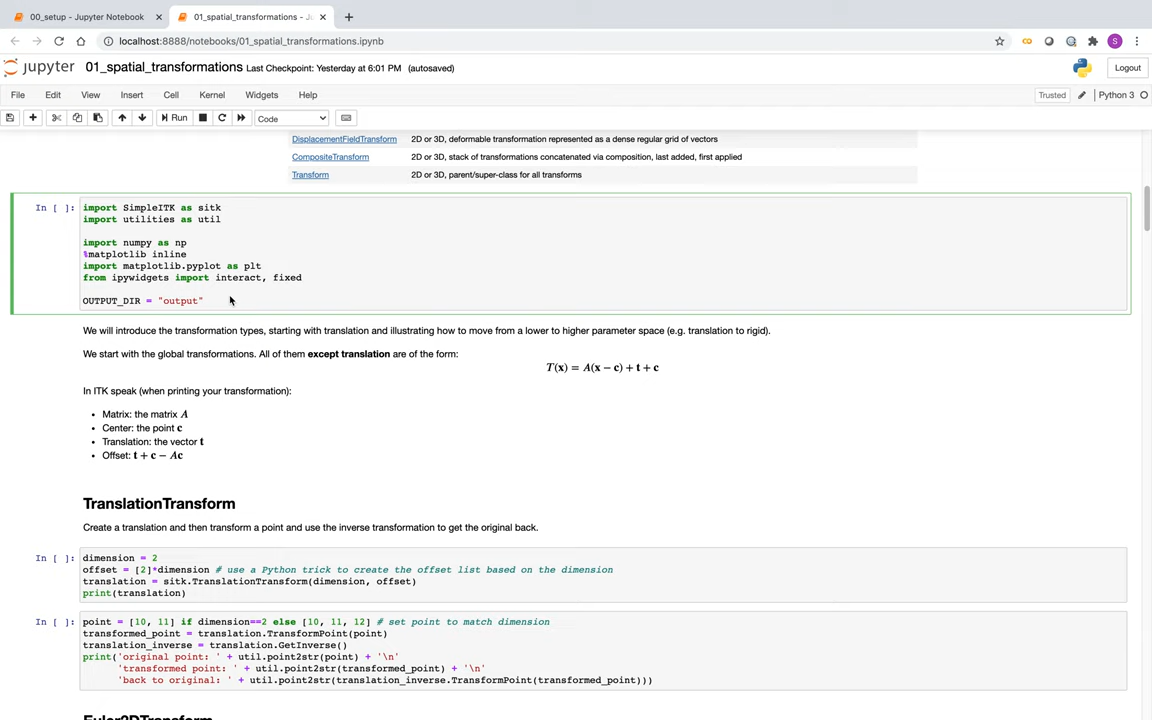 00_setup - Jupyter Notebook
01_spatial_transformations - Ju
localhost:8888/notebooks/01_spatial_transformations.ipynb
S
jupyter 01_spatial_transformations Last Checkpoint: Yesterday at 6:01 PM (autosaved)
Logout
File Edit View Insert Cell Kernel Widgets Help
Trusted Python 3
Run Code
DisplacementFieldTransform 2D or 3D, deformable transformation represented as a dense regular grid of vectors
CompositeTransform 2D or 3D, stack of transformations concatenated via composition, last added, first applied
Transform 2D or 3D, parent/super-class for all transforms
In [ ]: import SimpleITK as sitk
import utilities as util
import numpy as np
%matplotlib inline
import matplotlib.pyplot as plt
from ipywidgets import interact, fixed
OUTPUT_DIR = "output"
We will introduce the transformation types, starting with translation and illustrating how to move from a lower to higher parameter space (e.g. translation to rigid).
We start with the global transformations. All of them except translation are of the form:
T(x) = A(x − c) + t + c
In ITK speak (when printing your transformation):
• Matrix: the matrix A
• Center: the point c
• Translation: the vector t
• Offset: t + c − Ac
TranslationTransform
Create a translation and then transform a point and use the inverse transformation to get the original back.
In [ ]: dimension = 2
offset = [2]*dimension # use a Python trick to create the offset list based on the dimension
translation = sitk.TranslationTransform(dimension, offset)
print(translation)
In [ ]: point = [10, 11] if dimension==2 else [10, 11, 12] # set point to match dimension
transformed_point = translation.TransformPoint(point)
translation_inverse = translation.GetInverse()
print('original point: ' + util.point2str(point) + '\n'
'transformed point: ' + util.point2str(transformed_point) + '\n'
'back to original: ' + util.point2str(translation_inverse.TransformPoint(transformed_point)))
Euler2DTransform